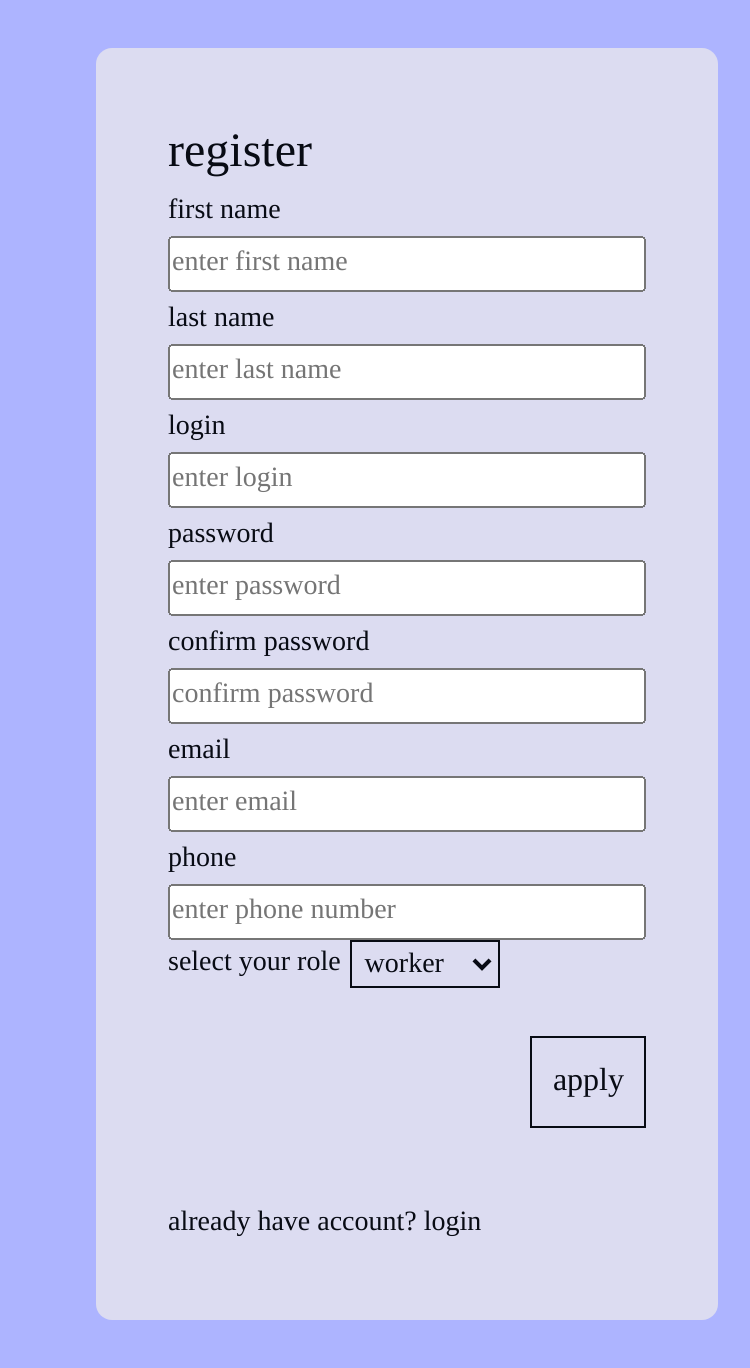 register
first name
enter first name
last name
enter last name
login
enter login
password
enter password
confirm password
confirm password
email
enter email
phone
enter phone number
select your role worker
apply
already have account? login